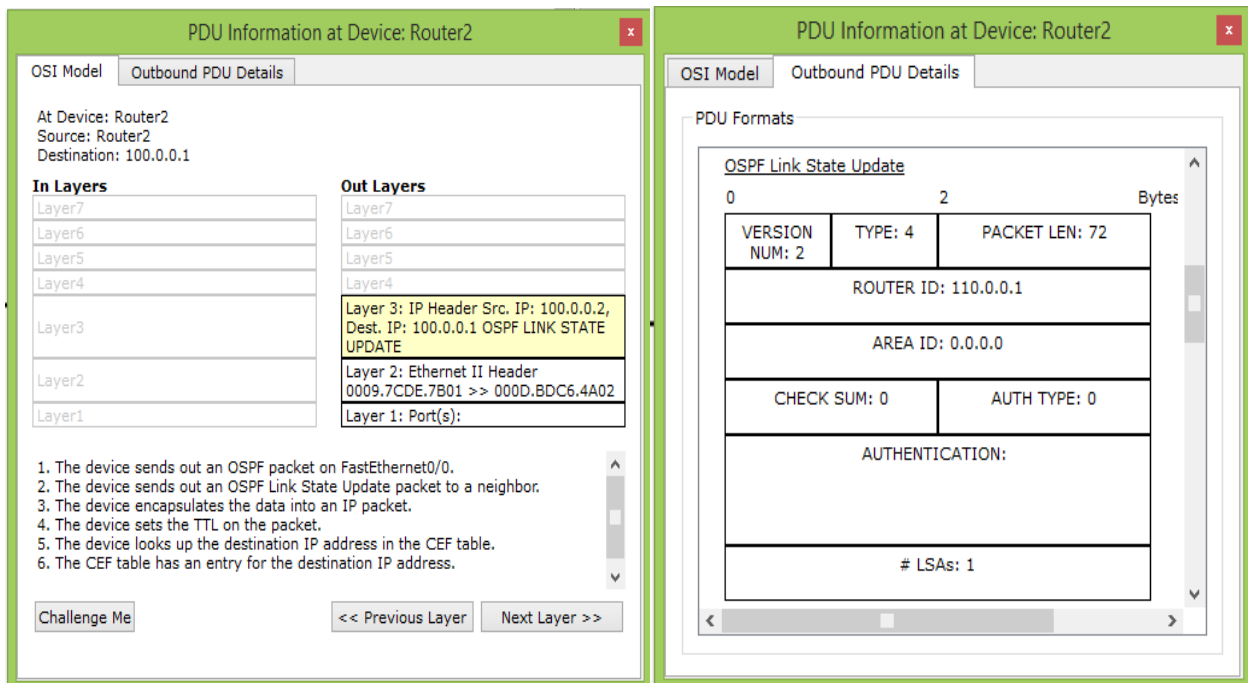 PDU Information at Device: Router2
x
OSI Model
Outbound PDU Details
At Device: Router2
Source: Router2
Destination: 100.0.0.1
In Layers
Layer7
Layer6
Layer5
Layer4
Layer3
Layer2
Layer1
Out Layers
Layer7
Layer6
Layer5
Layer4
Layer 3: IP Header Src. IP: 100.0.0.2,
Dest. IP: 100.0.0.1 OSPF LINK STATE
UPDATE
Layer 2: Ethernet II Header
0009.7CDE.7B01 >> 000D.BDC6.4A02
Layer 1: Port(s):
1. The device sends out an OSPF packet on FastEthernet0/0.
2. The device sends out an OSPF Link State Update packet to a neighbor.
3. The device encapsulates the data into an IP packet.
4. The device sets the TTL on the packet.
5. The device looks up the destination IP address in the CEF table.
6. The CEF table has an entry for the destination IP address.
Challenge Me
<< Previous Layer
Next Layer >>
PDU Information at Device: Router2
x
OSI Model
Outbound PDU Details
PDU Formats
OSPF Link State Update
0
2
Bytes
VERSION
NUM: 2
TYPE: 4
PACKET LEN: 72
ROUTER ID: 110.0.0.1
AREA ID: 0.0.0.0
CHECK SUM: 0
AUTH TYPE: 0
AUTHENTICATION:
# LSAs: 1